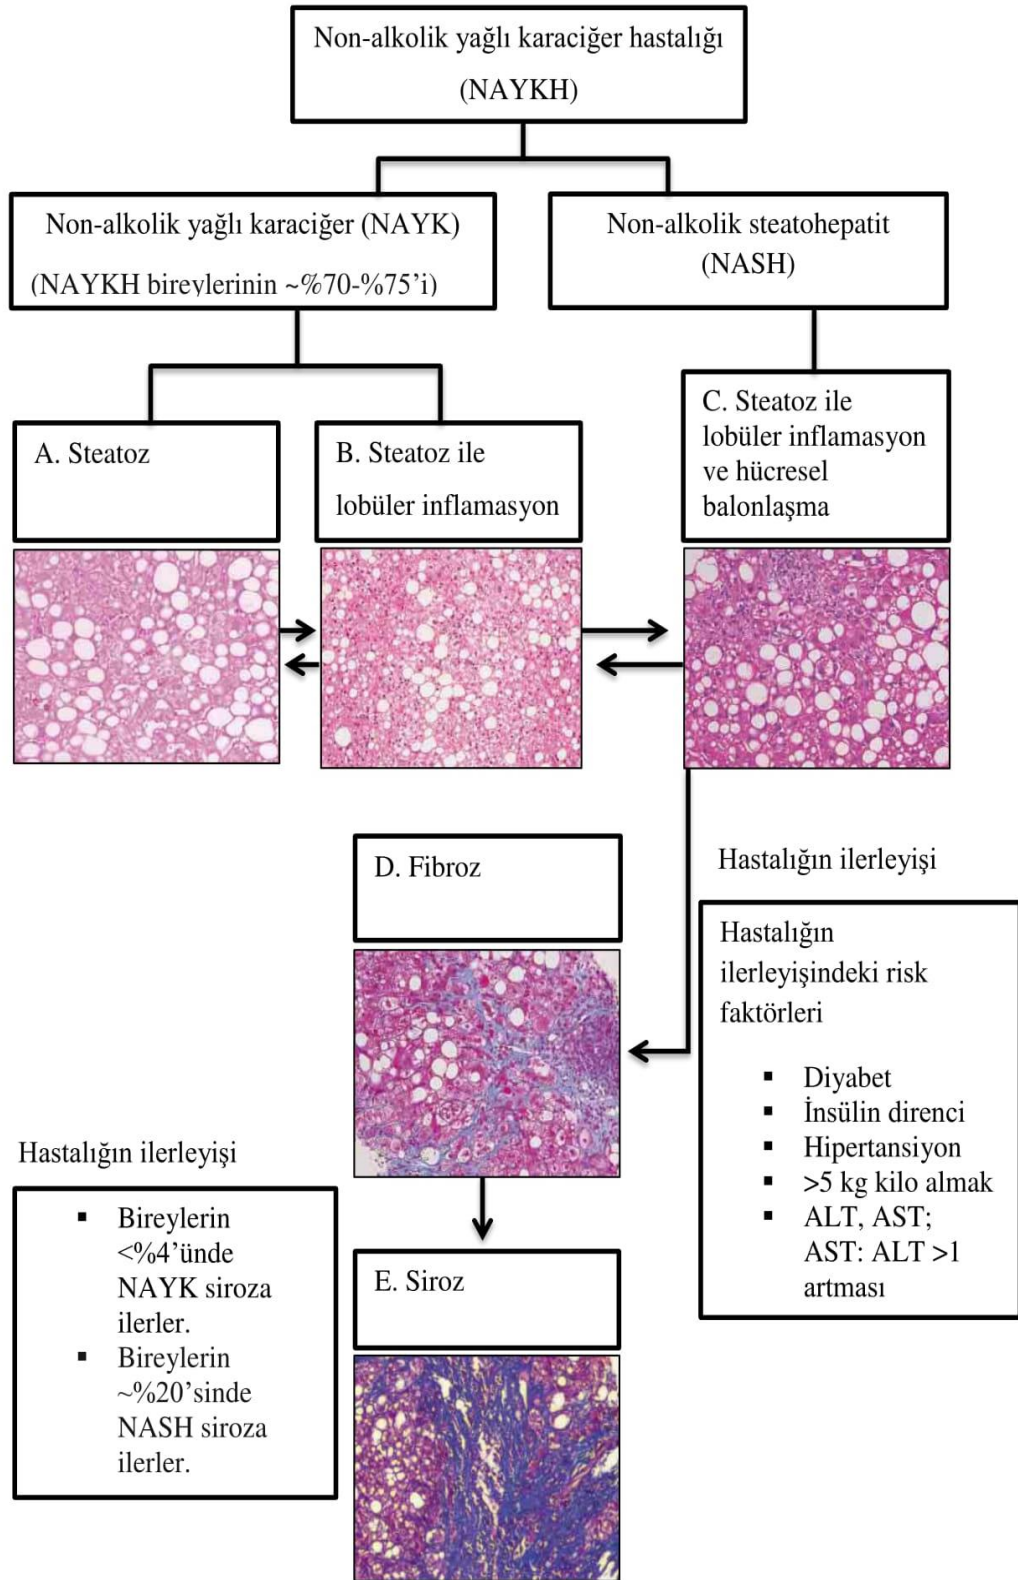 Non-alkolik yağlı karaciğer hastalığı
(NAYKH)
Non-alkolik yağlı karaciğer (NAYK)
(NAYKH bireylerinin ~%70-%75’i)
Non-alkolik steatohepatit
(NASH)
A. Steatoz
B. Steatoz ile
lobüler inflamasyon
C. Steatoz ile
lobüler inflamasyon
ve hücresel
balonlaşma
D. Fibroz
Hastalığın ilerleyişi
Hastalığın
ilerleyişindeki risk
faktörleri
▪ Diyabet
▪ İnsülin direnci
▪ Hipertansiyon
▪ >5 kg kilo almak
▪ ALT, AST;
AST: ALT >1
artması
Hastalığın ilerleyişi
▪ Bireylerin
<%4’ünde
NAYK siroza
ilerler.
▪ Bireylerin
~%20’sinde
NASH siroza
ilerler.
E. Siroz